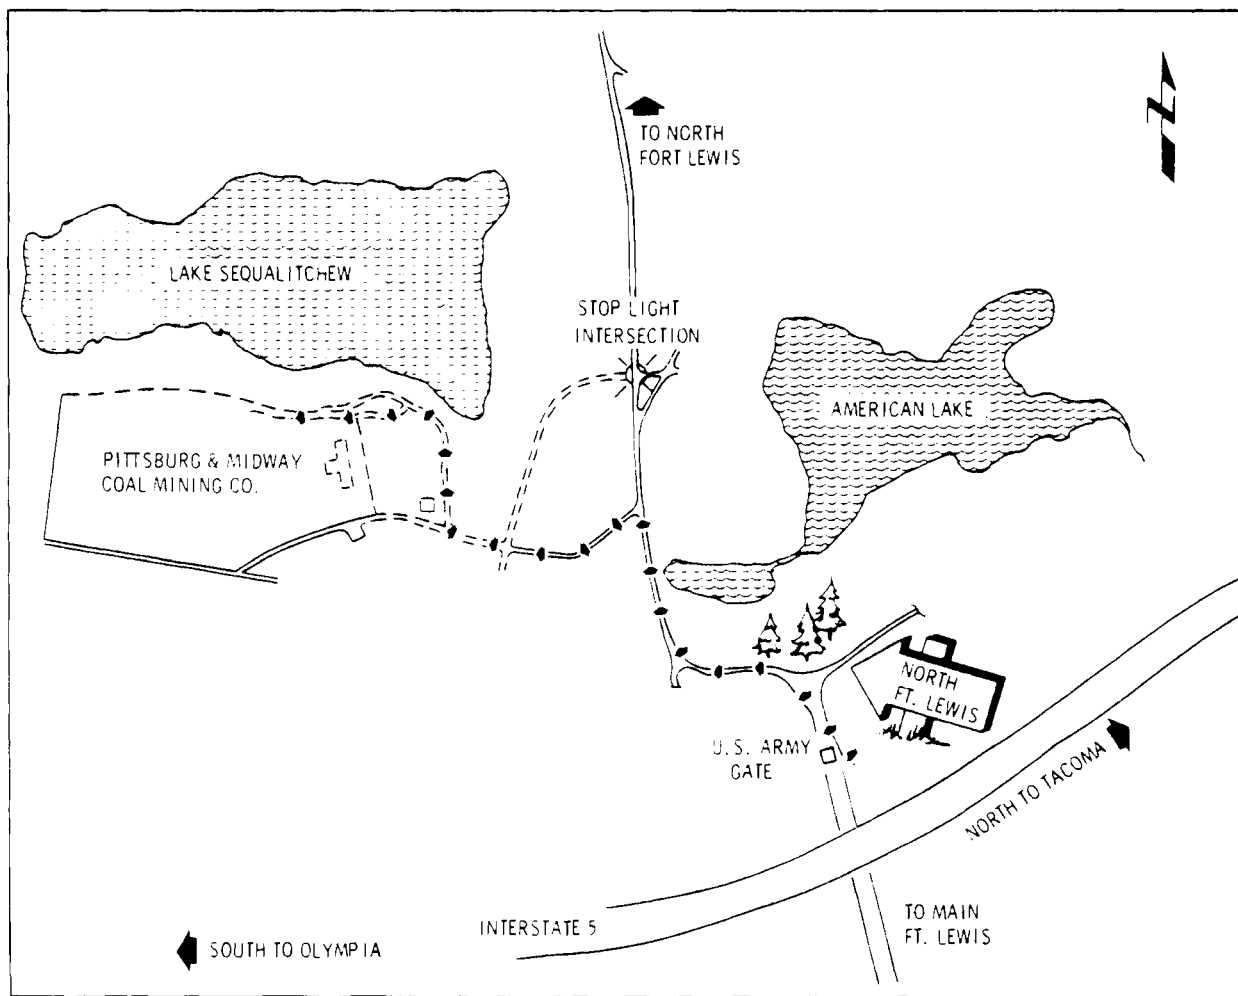 TO NORTH
FORT LEWIS
LAKE SEQUALITCHEW
STOP LIGHT
INTERSECTION
AMERICAN LAKE
PITTSBURG & MIDWAY
COAL MINING CO.
NORTH
FT. LEWIS
U.S. ARMY
GATE
NORTH TO TACOMA
TO MAIN
FT. LEWIS
INTERSTATE 5
SOUTH TO OLYMPIA